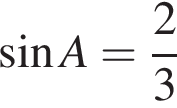 sin A = 2/3